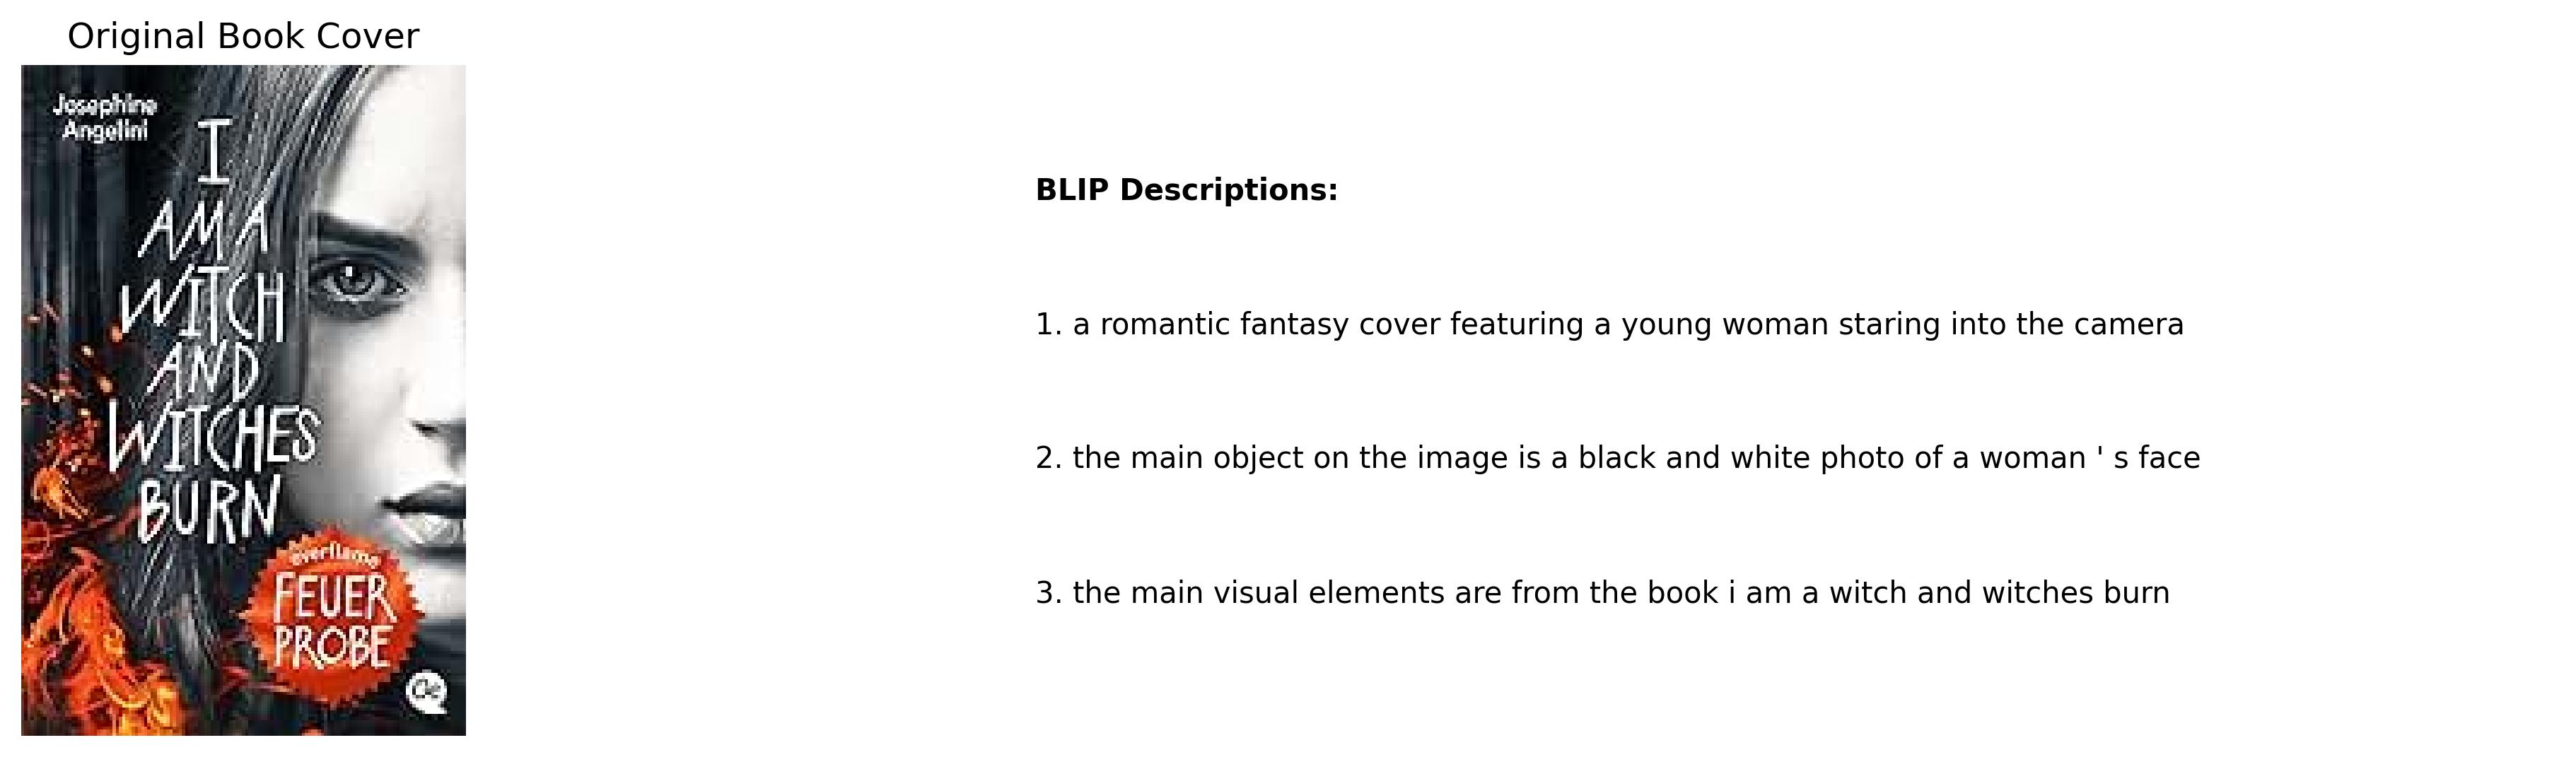 Original Book Cover
Josephine
Angelini
I
AM A
WITCH
AND
WITCHES
BURN
everflame
FEUER
PROBE
BLIP Descriptions:
1. a romantic fantasy cover featuring a young woman staring into the camera
2. the main object on the image is a black and white photo of a woman ' s face
3. the main visual elements are from the book i am a witch and witches burn